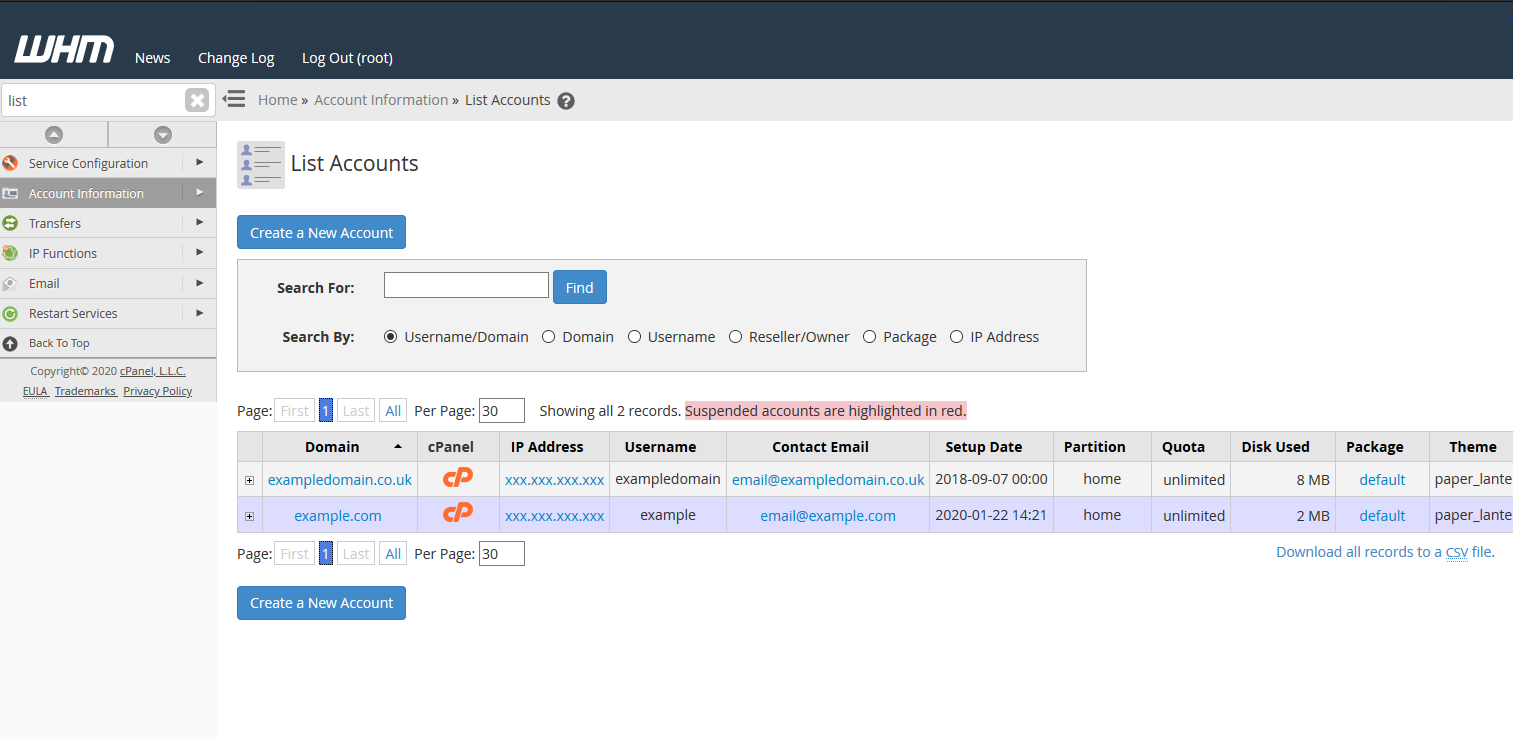 WHM News Change Log Log Out (root)
list
Home » Account Information » List Accounts ?
Service Configuration
Account Information
Transfers
IP Functions
Email
Restart Services
Back To Top
Copyright© 2020 cPanel, L.L.C.
EULA Trademarks Privacy Policy
List Accounts
Create a New Account
Search For: Find
Search By: Username/Domain Domain Username Reseller/Owner Package IP Address
Page: First 1 Last All Per Page: 30 Showing all 2 records. Suspended accounts are highlighted in red.
Domain cPanel IP Address Username Contact Email Setup Date Partition Quota Disk Used Package Theme
exampledomain.co.uk cP xxx.xxx.xxx.xxx exampledomain email@exampledomain.co.uk 2018-09-07 00:00 home unlimited 8 MB default paper_lante
example.com cP xxx.xxx.xxx.xxx example email@example.com 2020-01-22 14:21 home unlimited 2 MB default paper_lante
Page: First 1 Last All Per Page: 30
Download all records to a CSV file.
Create a New Account